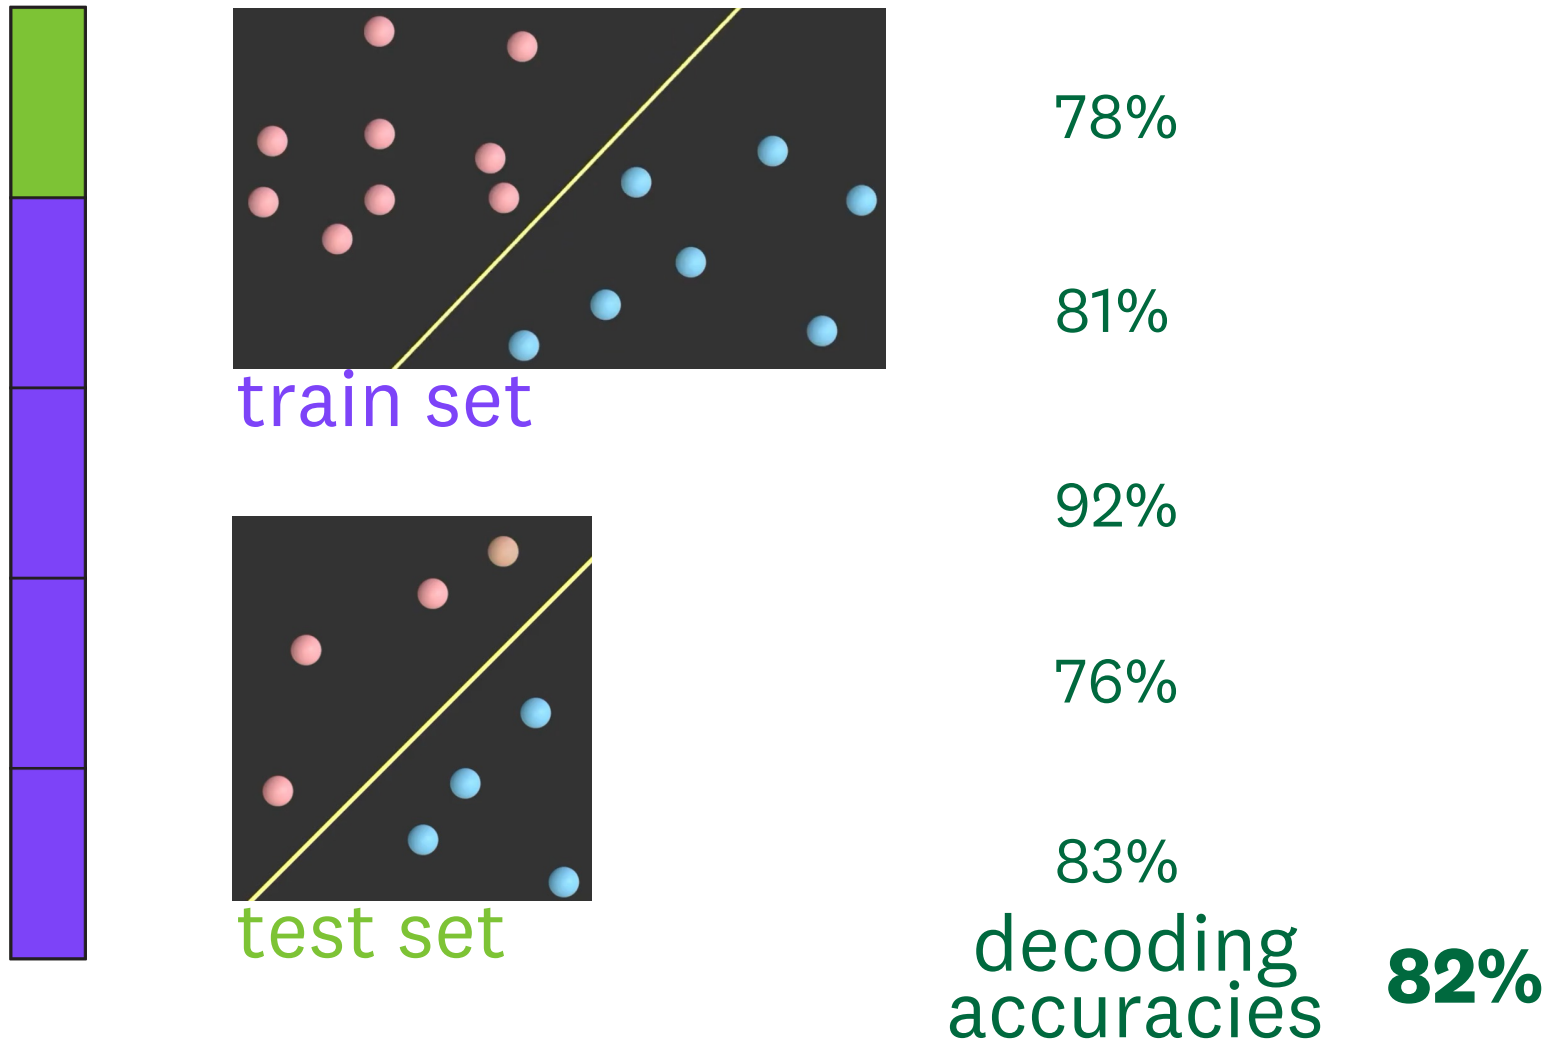 78%
81%
train set
92%
76%
83%
test set
decoding
accuracies
82%